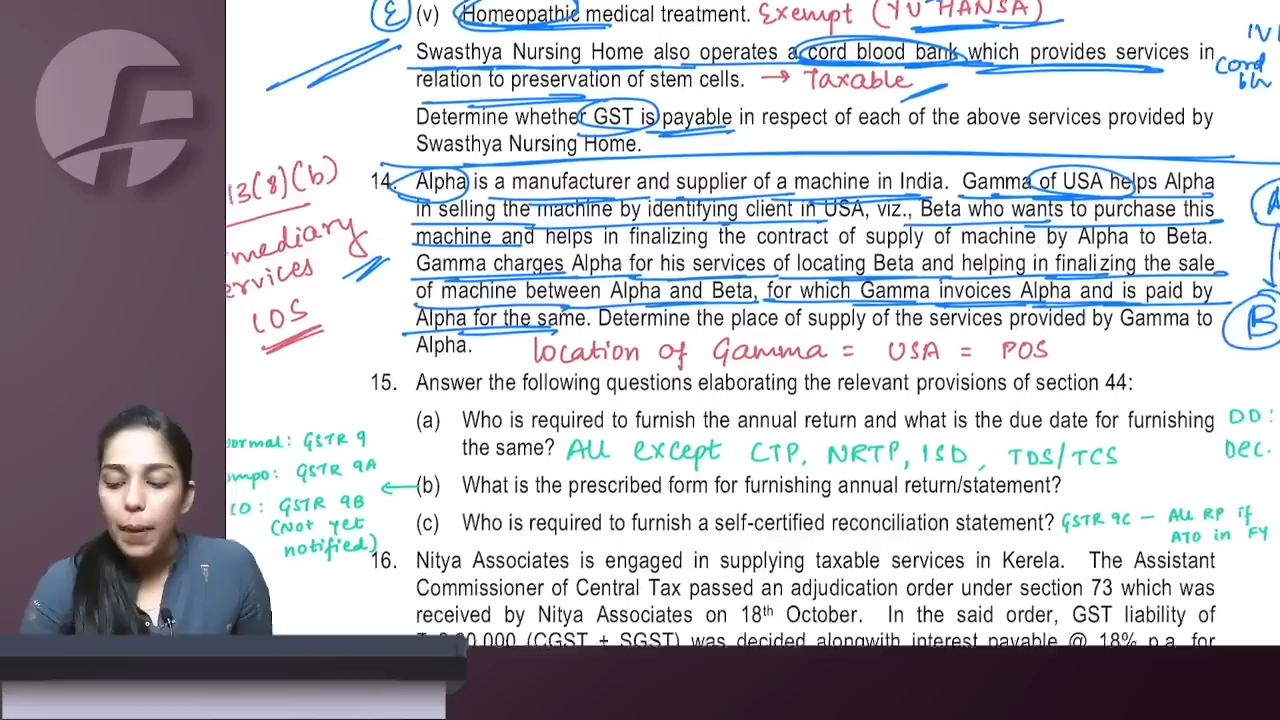 E (v) Homeopathic medical treatment. Exempt (YU HANSA)
Swasthya Nursing Home also operates a cord blood bank which provides services in
relation to preservation of stem cells. → Taxable
Cord
Determine whether GST is payable in respect of each of the above services provided by
Swasthya Nursing Home.
13(8)(b)
mediary
services
LOS
14. Alpha is a manufacturer and supplier of a machine in India. Gamma of USA helps Alpha
in selling the machine by identifying client in USA, viz., Beta who wants to purchase this
machine and helps in finalizing the contract of supply of machine by Alpha to Beta.
Gamma charges Alpha for his services of locating Beta and helping in finalizing the sale
of machine between Alpha and Beta, for which Gamma invoices Alpha and is paid by
Alpha for the same. Determine the place of supply of the services provided by Gamma to
Alpha. location of Gamma = USA = POS
A
B
15. Answer the following questions elaborating the relevant provisions of section 44:
(a) Who is required to furnish the annual return and what is the due date for furnishing
the same? All except CTP, NRTP, ISD, TDS/TCS
DD:
Dec.
ormal: GSTR 9
ompo: GSTR 9A
CO: GSTR 9B
(Not yet
notified)
(b) What is the prescribed form for furnishing annual return/statement?
(c) Who is required to furnish a self-certified reconciliation statement? GSTR 9C – All RP if
ATO in FY
16. Nitya Associates is engaged in supplying taxable services in Kerela. The Assistant
Commissioner of Central Tax passed an adjudication order under section 73 which was
received by Nitya Associates on 18th October. In the said order, GST liability of
(CGST + SGST) was decided alongwith interest payable @ 18% p.a. for